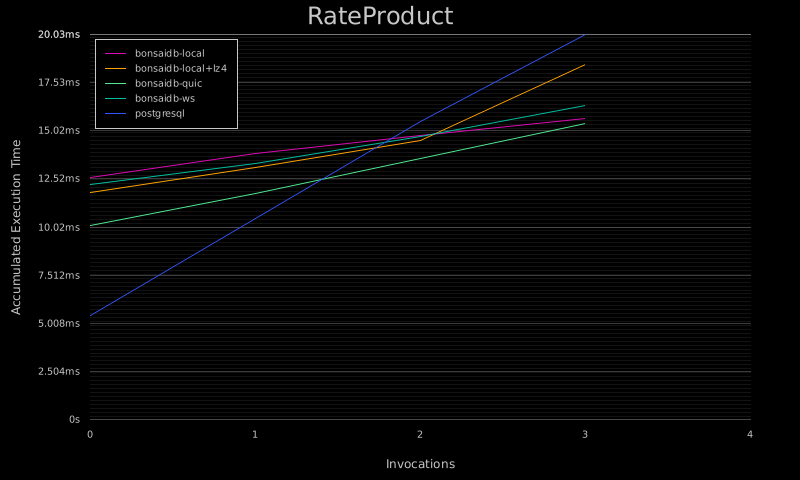 RateProduct
20.03ms
17.53ms
15.02ms
12.52ms
10.02ms
7.512ms
5.008ms
2.504ms
0s
bonsaidb-local
bonsaidb-local+lz4
bonsaidb-quic
bonsaidb-ws
postgresql
Accumulated Execution Time
0 1 2 3 4
Invocations